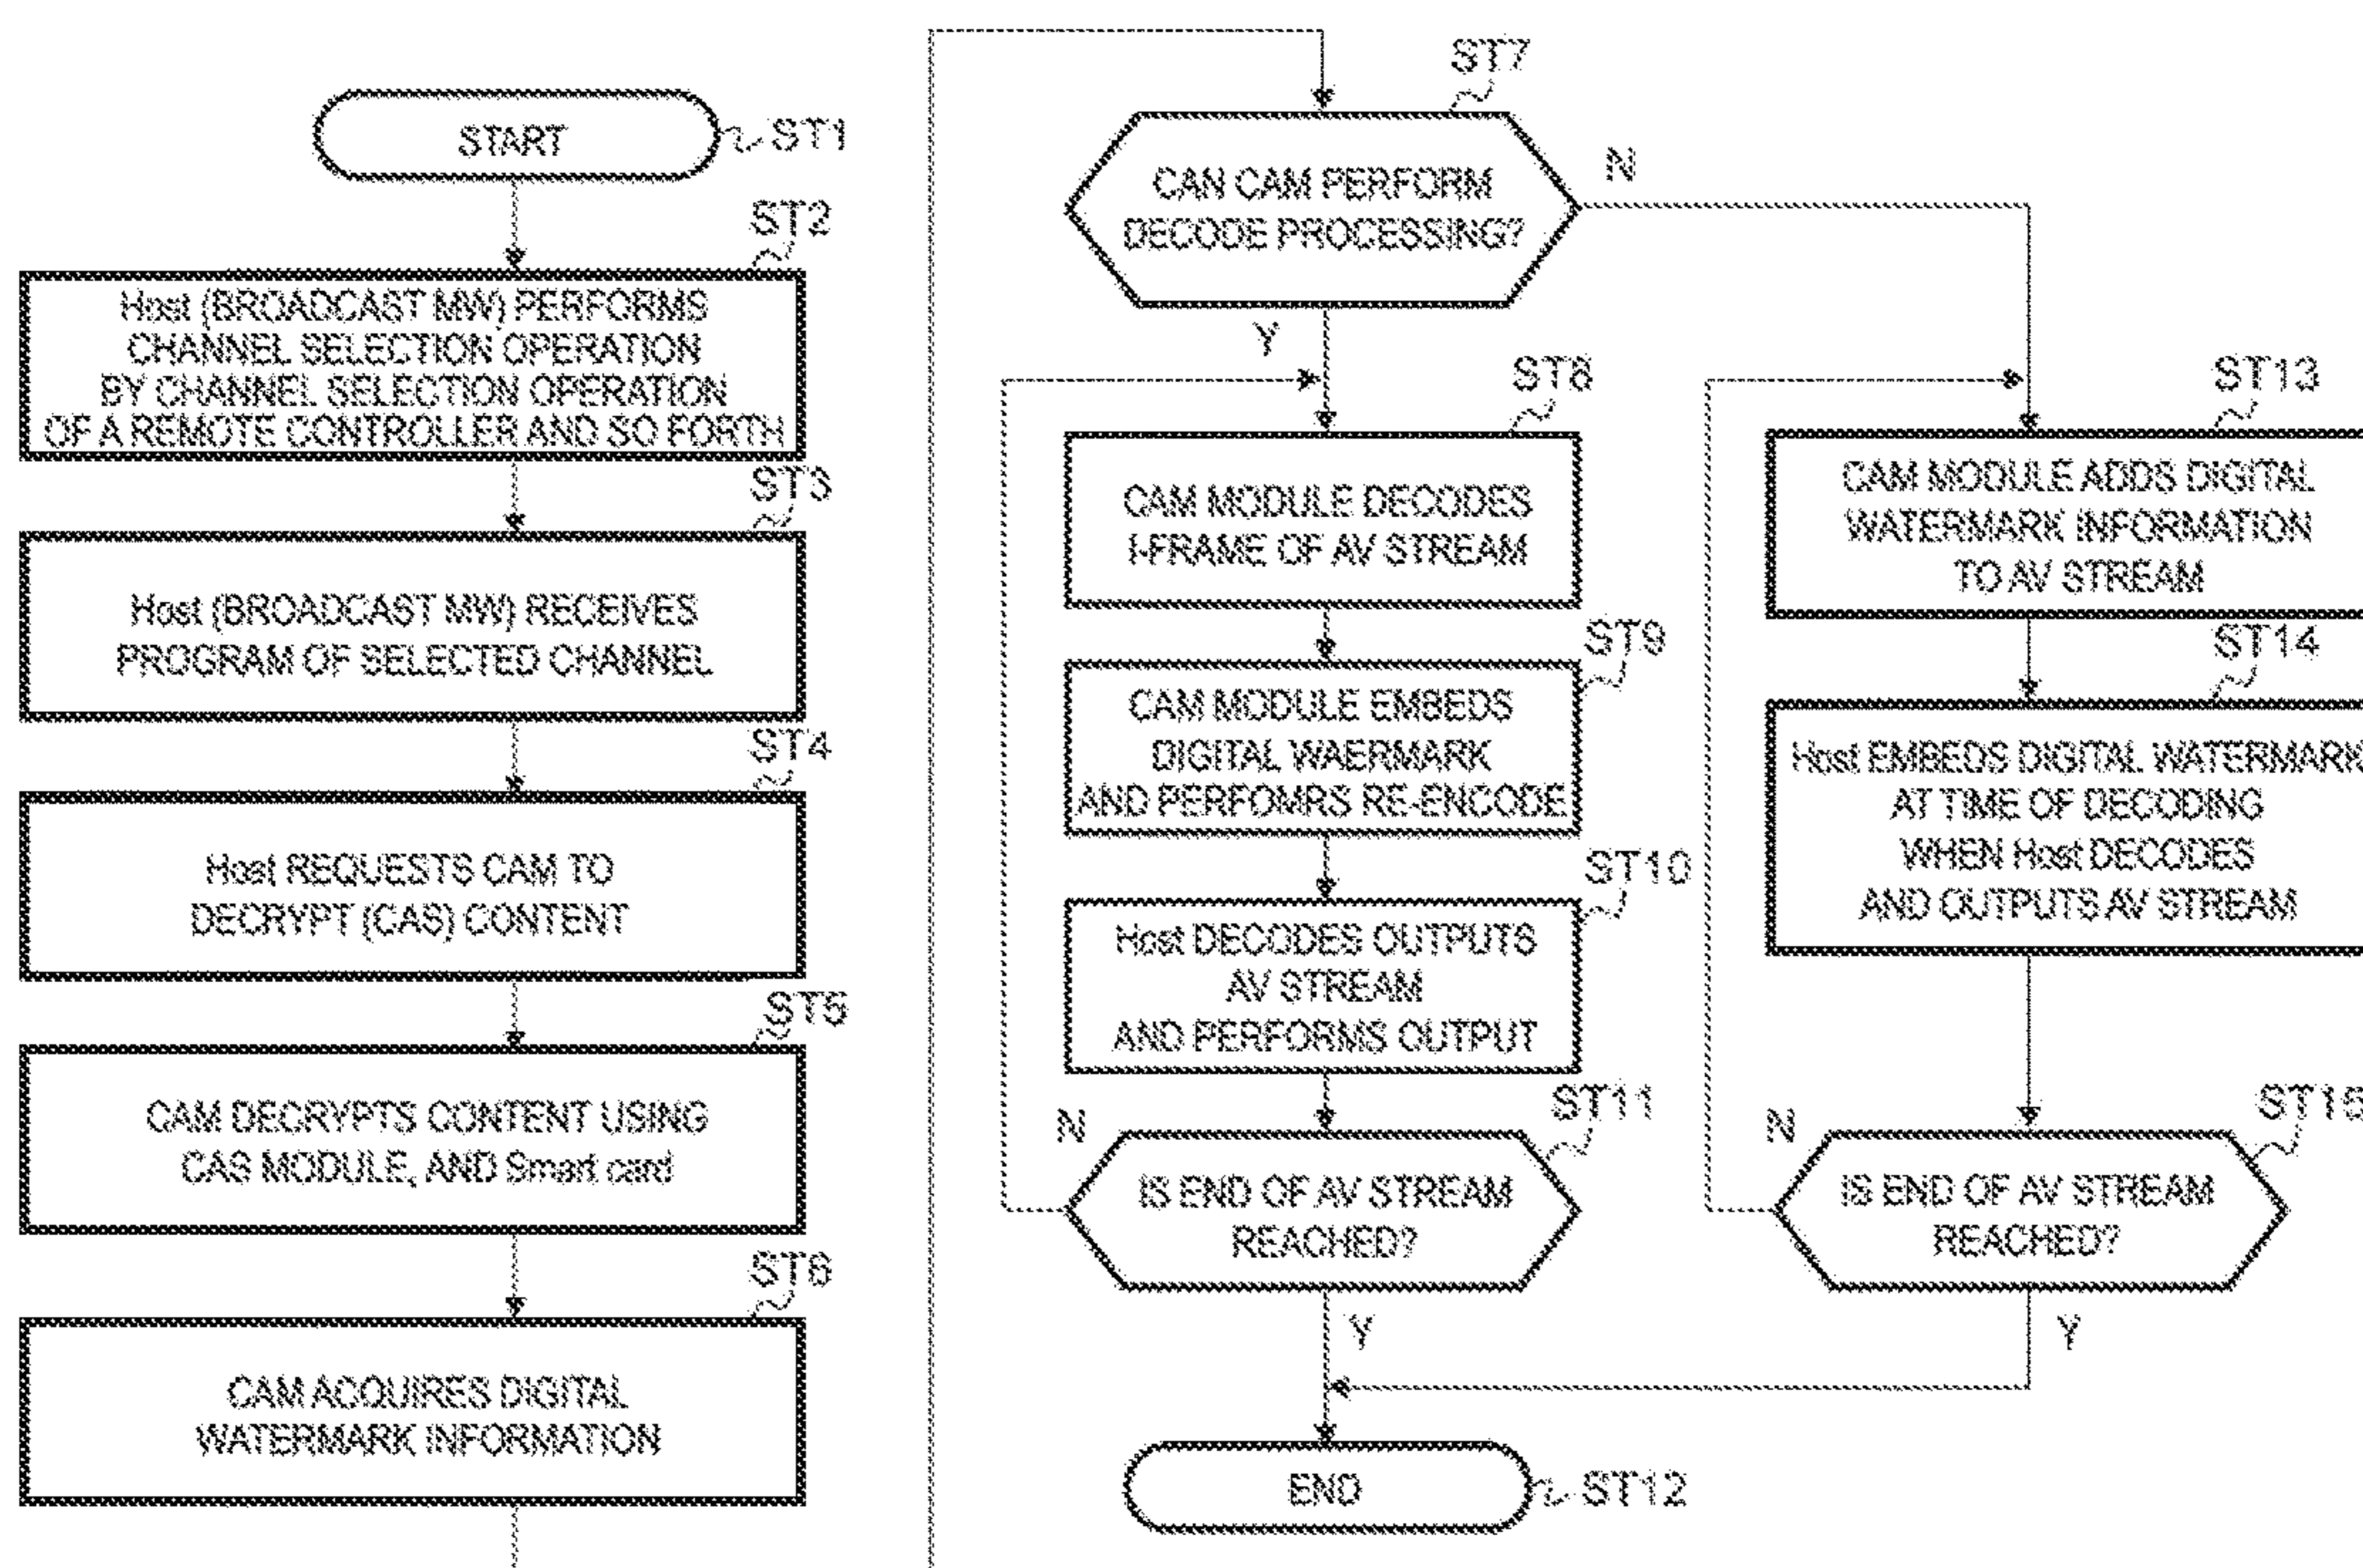 START
ST1
ST2
Host (BROADCAST MW) PERFORMS
CHANNEL SELECTION OPERATION
BY CHANNEL SELECTION OPERATION
OF A REMOTE CONTROLLER AND SO FORTH
ST3
Host (BROADCAST MW) RECEIVES
PROGRAM OF SELECTED CHANNEL
ST4
Host REQUESTS CAM TO
DECRYPT (CAS) CONTENT
ST5
CAM DECRYPTS CONTENT USING
CAS MODULE, AND Smart card
ST6
CAM ACQUIRES DIGITAL
WATERMARK INFORMATION
ST7
CAN CAM PERFORM
DECODE PROCESSING?
N
Y
ST8
CAM MODULE DECODES
I-FRAME OF AV STREAM
ST9
CAM MODULE EMBEDS
DIGITAL WAERMARK
AND PERFOMRS RE-ENCODE
ST10
Host DECODES OUTPUTS
AV STREAM
AND PERFORMS OUTPUT
ST11
N
IS END OF AV STREAM
REACHED?
Y
END
ST12
ST13
CAM MODULE ADDS DIGITAL
WATERMARK INFORMATION
TO AV STREAM
ST14
Host EMBEDS DIGITAL WATERMARK
AT TIME OF DECODING
WHEN Host DECODES
AND OUTPUTS AV STREAM
ST15
N
IS END OF AV STREAM
REACHED?
Y